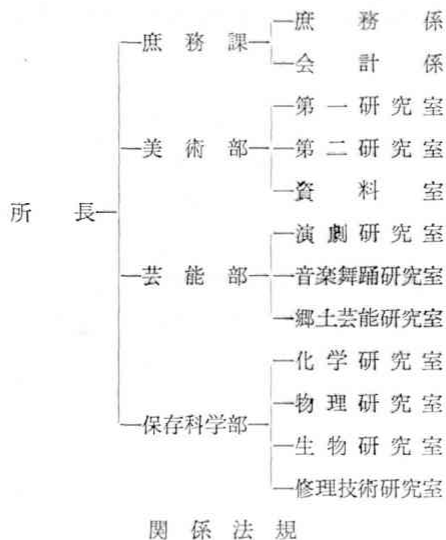 所長
庶務課
庶務係
会計係
美術部
第一研究室
第二研究室
資料室
芸能部
演劇研究室
音楽舞踊研究室
郷土芸能研究室
保存科学部
化学研究室
物理研究室
生物研究室
修理技術研究室
関係法規